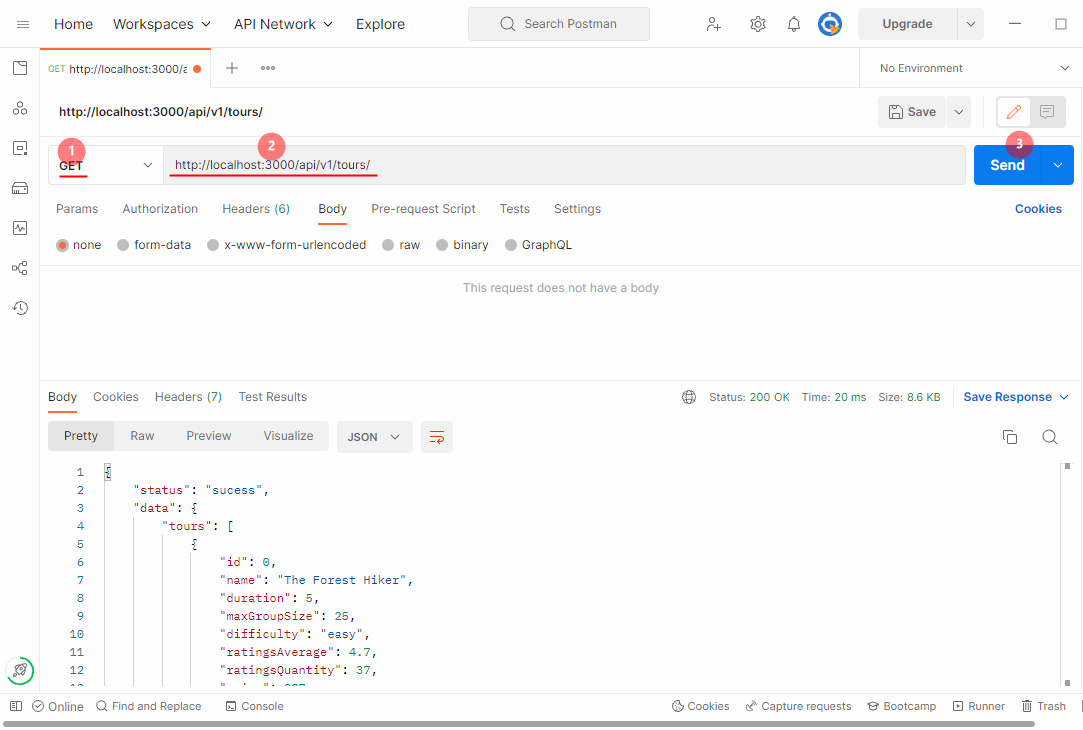 Home Workspaces API Network Explore Search Postman Upgrade
GET http://localhost:3000/a No Environment
http://localhost:3000/api/v1/tours/ Save
1 2 3
GET http://localhost:3000/api/v1/tours/ Send
Params Authorization Headers (6) Body Pre-request Script Tests Settings Cookies
none form-data x-www-form-urlencoded raw binary GraphQL
This request does not have a body
Body Cookies Headers (7) Test Results Status: 200 OK Time: 20 ms Size: 8.6 KB Save Response
Pretty Raw Preview Visualize JSON
1 {
2 "status": "sucess",
3 "data": {
4 "tours": [
5 {
6 "id": 0,
7 "name": "The Forest Hiker",
8 "duration": 5,
9 "maxGroupSize": 25,
10 "difficulty": "easy",
11 "ratingsAverage": 4.7,
12 "ratingsQuantity": 37,
Online Find and Replace Console Cookies Capture requests Bootcamp Runner Trash